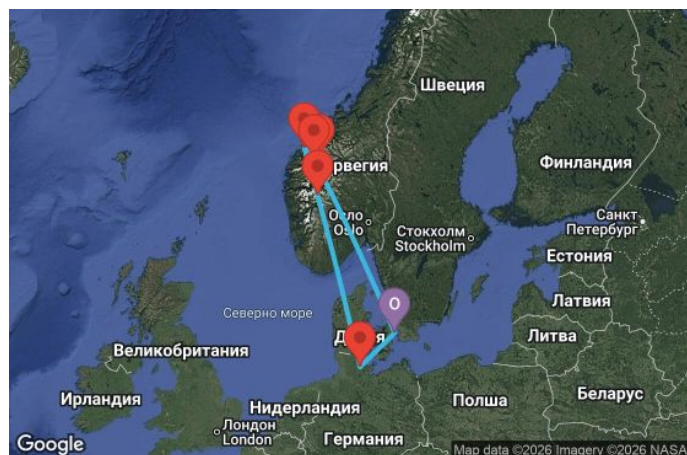 Швеция
Норвегия
Финландия
Осло
Oslo
Стокхолм
Stockholm
Санкт
Петербург
Естония
Северно море
O
Латвия
Дания
Литва
Великобритания
Ирландия
Нидерландия
Полша
Беларус
Лондон
London
Германия
Google
Map data ©2026 Imagery ©2026 NASA